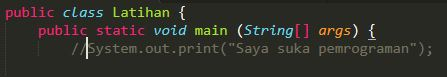 public class Latihan {
public static void main (String[] args) {
//System.out.print("Saya suka pemrograman");